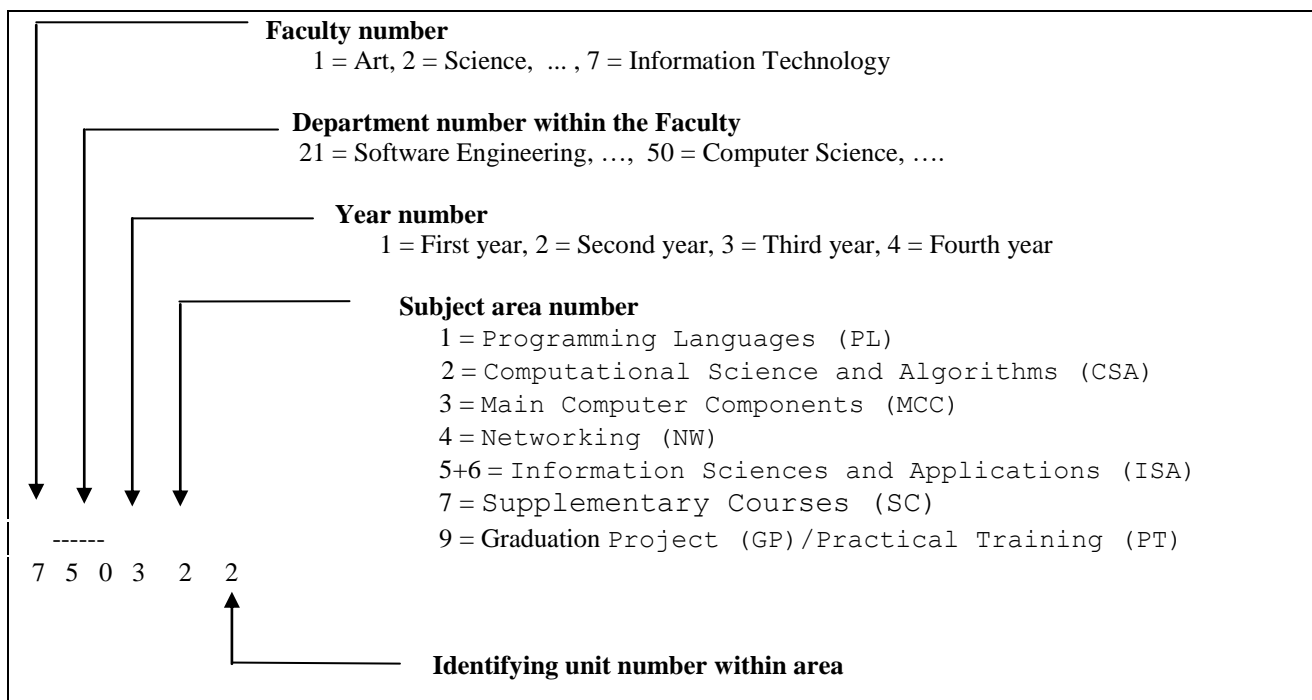 Faculty number
1 = Art, 2 = Science, ... , 7 = Information Technology
Department number within the Faculty
21 = Software Engineering, …, 50 = Computer Science, ….
Year number
1 = First year, 2 = Second year, 3 = Third year, 4 = Fourth year
Subject area number
1 = Programming Languages (PL)
2 = Computational Science and Algorithms (CSA)
3 = Main Computer Components (MCC)
4 = Networking (NW)
5+6 = Information Sciences and Applications (ISA)
7 = Supplementary Courses (SC)
------
9 = Graduation Project (GP)/Practical Training (PT)
7 5 0 3 2 2
Identifying unit number within area